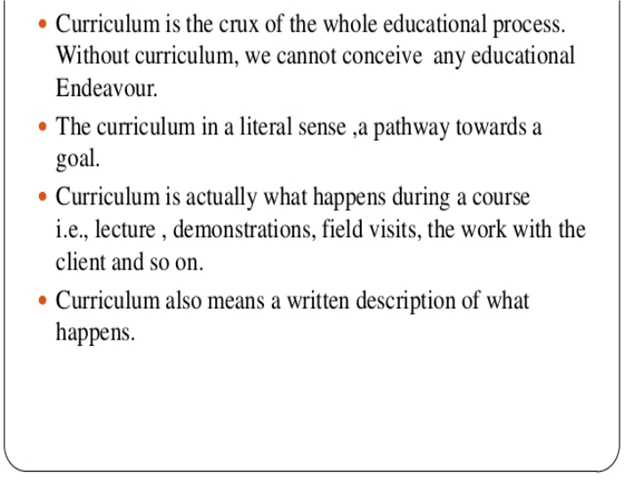 • Curriculum is the crux of the whole educational process.
Without curriculum, we cannot conceive any educational
Endeavour.
• The curriculum in a literal sense ,a pathway towards a
goal.
• Curriculum is actually what happens during a course
i.e., lecture , demonstrations, field visits, the work with the
client and so on.
• Curriculum also means a written description of what
happens.